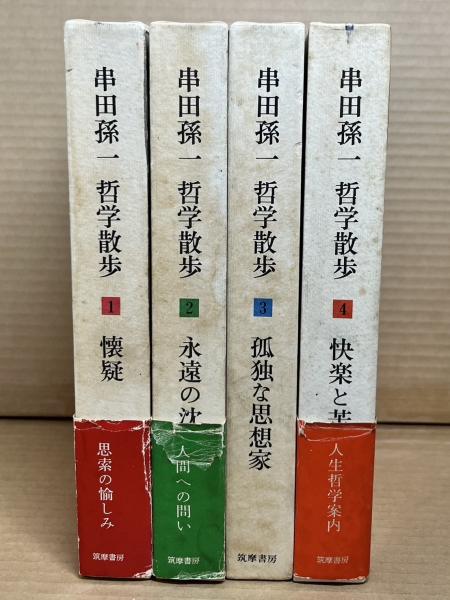 串田孫一 哲学散歩
1
懐疑
思索の愉しみ
筑摩書房
串田孫一 哲学散歩
2
永遠の沈
人間への問い
筑摩書房
串田孫一 哲学散歩
3
孤独な思想家
筑摩書房
串田孫一 哲学散歩
4
快楽と苦
人生哲学案内
筑摩書房